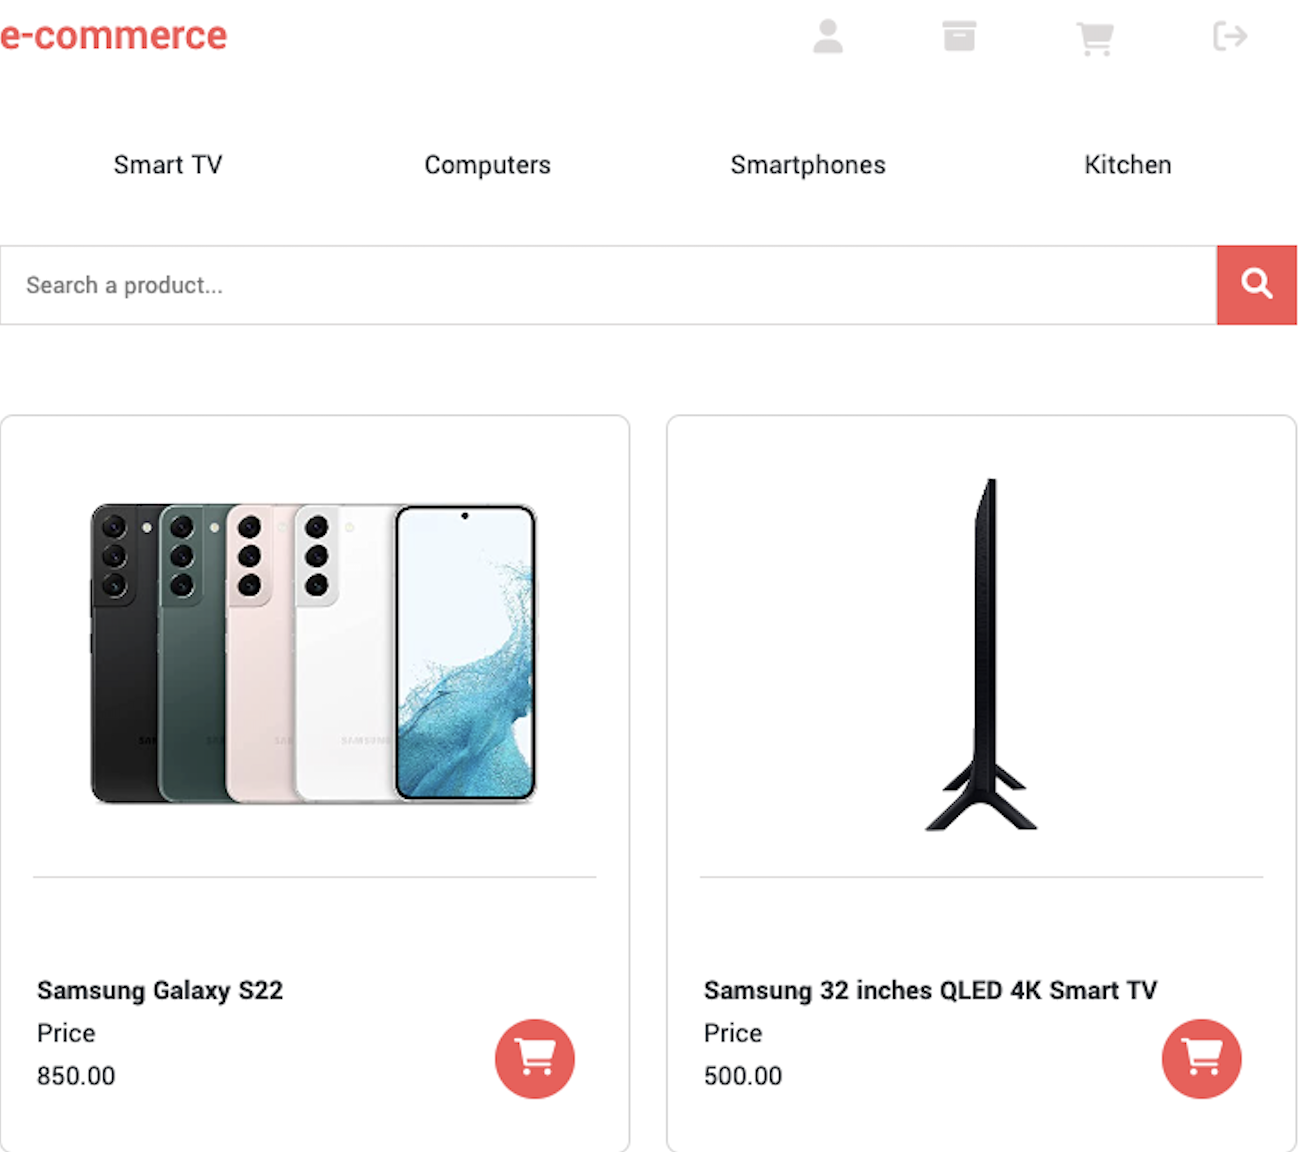 e-commerce
Smart TV Computers Smartphones Kitchen
Search a product...
SAMSUNG
Samsung Galaxy S22
Price
850.00
Samsung 32 inches QLED 4K Smart TV
Price
500.00